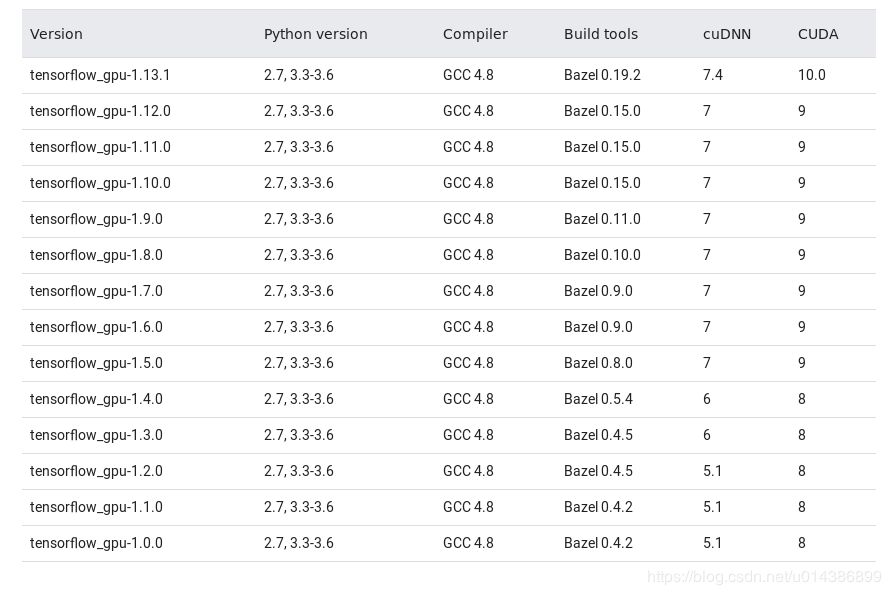 Version Python version Compiler Build tools cuDNN CUDA
tensorflow_gpu-1.13.1 2.7, 3.3-3.6 GCC 4.8 Bazel 0.19.2 7.4 10.0
tensorflow_gpu-1.12.0 2.7, 3.3-3.6 GCC 4.8 Bazel 0.15.0 7 9
tensorflow_gpu-1.11.0 2.7, 3.3-3.6 GCC 4.8 Bazel 0.15.0 7 9
tensorflow_gpu-1.10.0 2.7, 3.3-3.6 GCC 4.8 Bazel 0.15.0 7 9
tensorflow_gpu-1.9.0 2.7, 3.3-3.6 GCC 4.8 Bazel 0.11.0 7 9
tensorflow_gpu-1.8.0 2.7, 3.3-3.6 GCC 4.8 Bazel 0.10.0 7 9
tensorflow_gpu-1.7.0 2.7, 3.3-3.6 GCC 4.8 Bazel 0.9.0 7 9
tensorflow_gpu-1.6.0 2.7, 3.3-3.6 GCC 4.8 Bazel 0.9.0 7 9
tensorflow_gpu-1.5.0 2.7, 3.3-3.6 GCC 4.8 Bazel 0.8.0 7 9
tensorflow_gpu-1.4.0 2.7, 3.3-3.6 GCC 4.8 Bazel 0.5.4 6 8
tensorflow_gpu-1.3.0 2.7, 3.3-3.6 GCC 4.8 Bazel 0.4.5 6 8
tensorflow_gpu-1.2.0 2.7, 3.3-3.6 GCC 4.8 Bazel 0.4.5 5.1 8
tensorflow_gpu-1.1.0 2.7, 3.3-3.6 GCC 4.8 Bazel 0.4.2 5.1 8
tensorflow_gpu-1.0.0 2.7, 3.3-3.6 GCC 4.8 Bazel 0.4.2 5.1 8
https://blog.csdn.net/u014386899